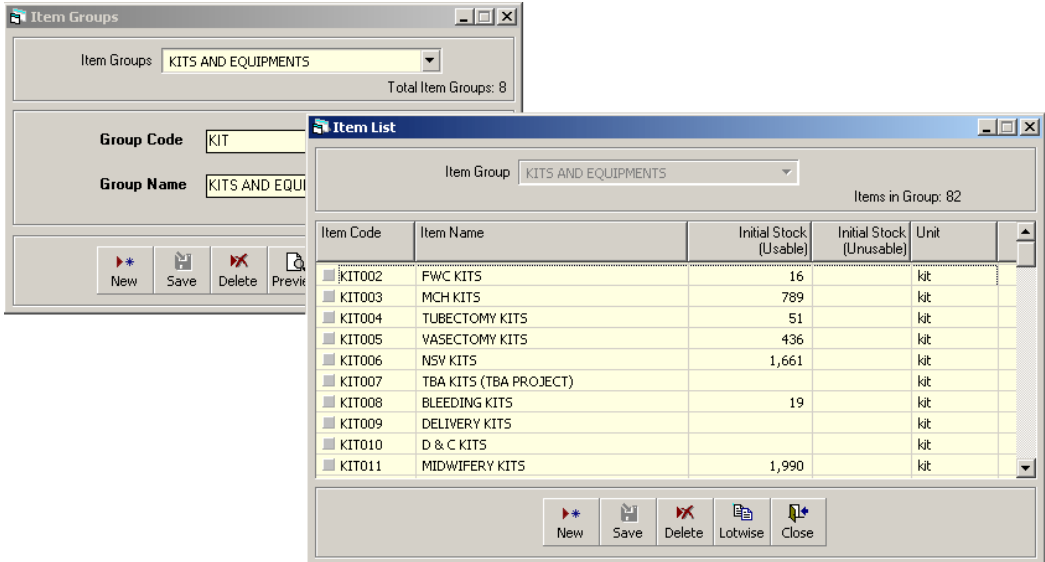 Item Groups
Item Groups KITS AND EQUIPMENTS
Total Item Groups: 8
Group Code KIT
Group Name KITS AND EQUI
New Save Delete Previe
Item List
Item Group KITS AND EQUIPMENTS
Items in Group: 82
Item Code Item Name Initial Stock (Usable) Initial Stock (Unusable) Unit
KIT002 FWC KITS 16 kit
KIT003 MCH KITS 789 kit
KIT004 TUBECTOMY KITS 51 kit
KIT005 VASECTOMY KITS 436 kit
KIT006 NSV KITS 1,661 kit
KIT007 TBA KITS (TBA PROJECT) kit
KIT008 BLEEDING KITS 19 kit
KIT009 DELIVERY KITS kit
KIT010 D & C KITS kit
KIT011 MIDWIFERY KITS 1,990 kit
New Save Delete Lotwise Close